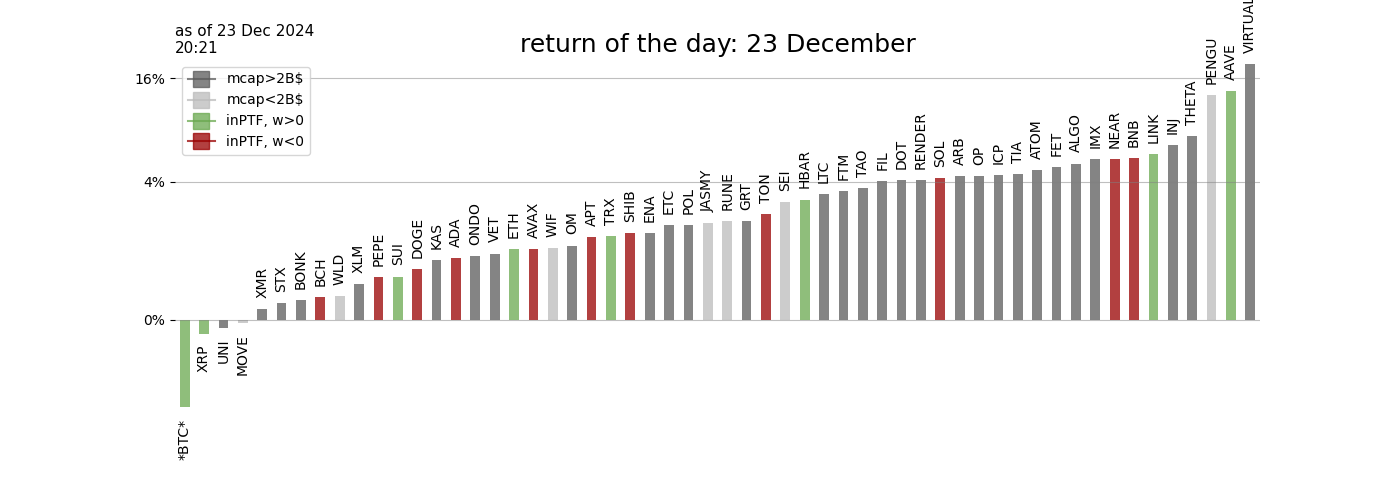 as of 23 Dec 2024
20:21
return of the day: 23 December
mcap>2B$
mcap<2B$
inPTF, w>0
inPTF, w<0
16%
4%
0%
*BTC*
XRP
UNI
MOVE
XMR
STX
BONK
BCH
WLD
XLM
PEPE
SUI
DOGE
KAS
ADA
ONDO
VET
ETH
AVAX
WIF
OM
APT
TRX
SHIB
ENA
ETC
POL
JASMY
RUNE
GRT
TON
SEI
HBAR
LTC
FTM
TAO
FIL
DOT
RENDER
SOL
ARB
OP
ICP
TIA
ATOM
FET
ALGO
IMX
NEAR
BNB
LINK
INJ
THETA
PENGU
AAVE
VIRTUAL